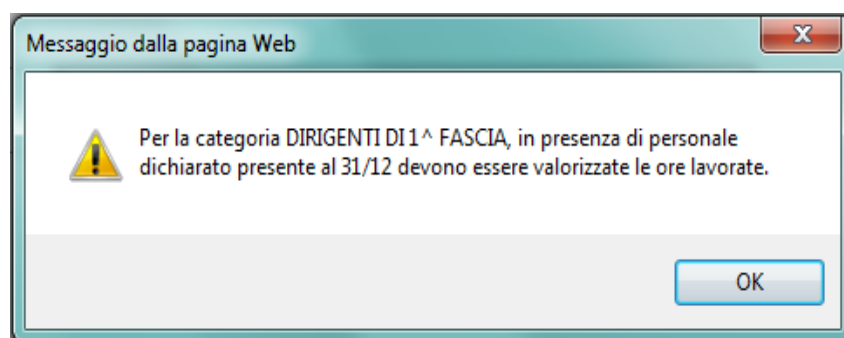 Messaggio dalla pagina Web
Per la categoria DIRIGENTI DI 1^ FASCIA, in presenza di personale
dichiarato presente al 31/12 devono essere valorizzate le ore lavorate.
OK